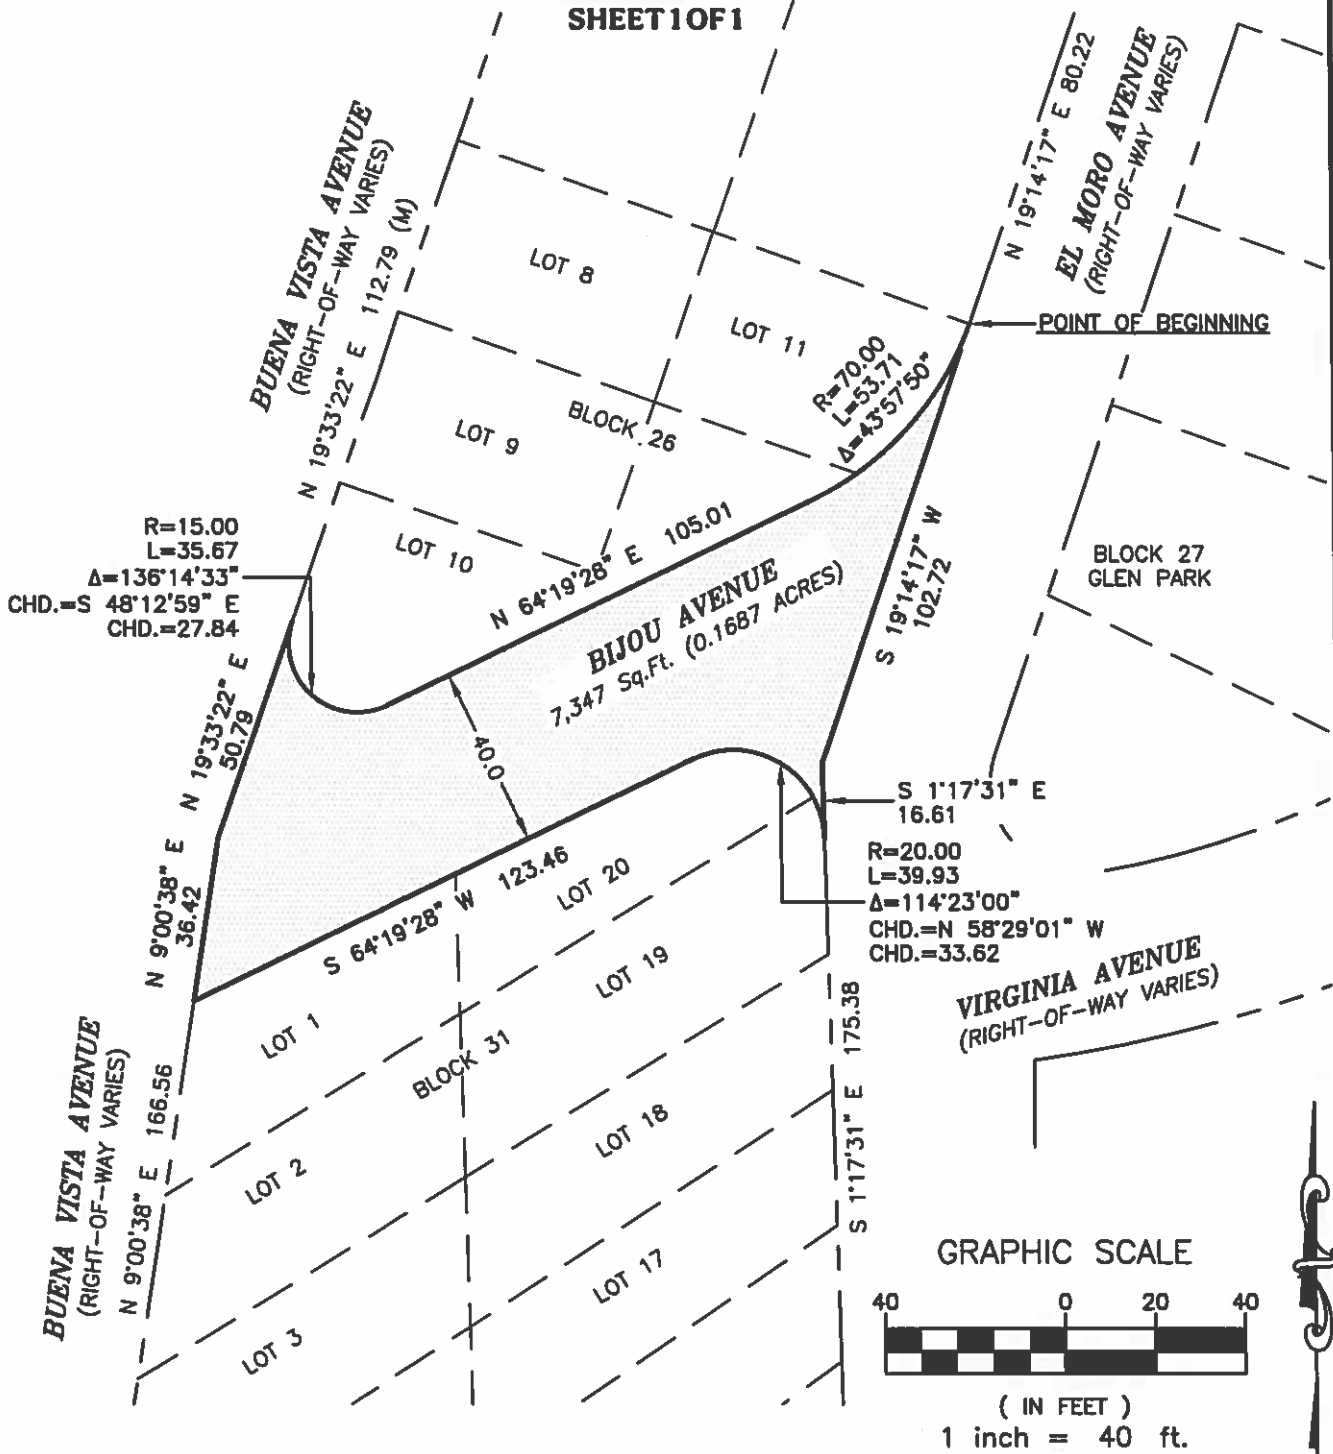 SHEET 1 OF 1
BUENA VISTA AVENUE
(RIGHT-OF-WAY VARIES)
N 19°33'22" E 112.79 (M)
N 19°14'17" E 80.22
EL MORO AVENUE
(RIGHT-OF-WAY VARIES)
POINT OF BEGINNING
LOT 8
LOT 11
R=70.00
L=53.71
Δ=43°57'50"
LOT 9
BLOCK 26
LOT 10
R=15.00
L=35.67
Δ=136°14'33"
CHD.=S 48°12'59" E
CHD.=27.84
N 64°19'28" E 105.01
BIJOU AVENUE
7,347 Sq.Ft. (0.1687 ACRES)
S 19°14'17" W
102.72
BLOCK 27
GLEN PARK
N 19°33'22" E
50.79
40.0
S 1°17'31" E
16.61
R=20.00
L=39.93
Δ=114°23'00"
CHD.=N 58°29'01" W
CHD.=33.62
N 9°00'38" E
36.42
S 64°19'28" W 123.46
LOT 20
LOT 19
LOT 1
BLOCK 31
VIRGINIA AVENUE
(RIGHT-OF-WAY VARIES)
BUENA VISTA AVENUE
(RIGHT-OF-WAY VARIES)
N 9°00'38" E 166.56
LOT 2
LOT 18
S 1°17'31" E 175.38
LOT 3
LOT 17
GRAPHIC SCALE
40 0 20 40
( IN FEET )
1 inch = 40 ft.